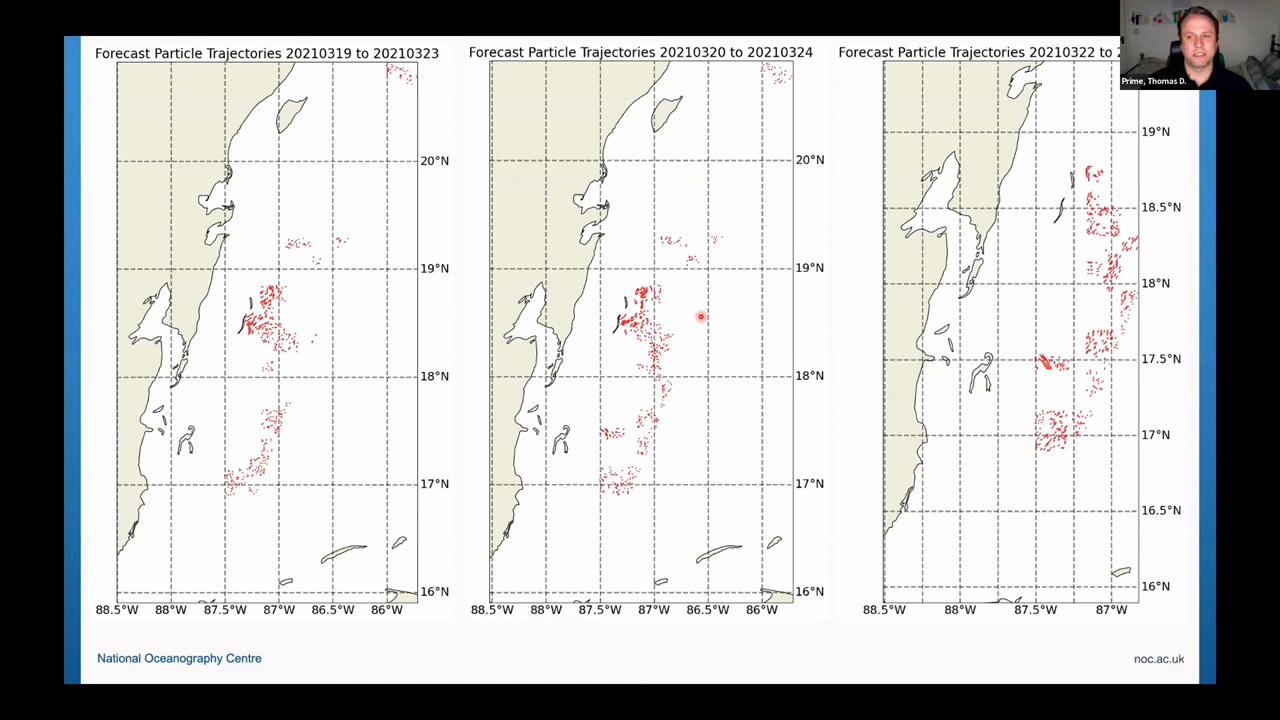 Forecast Particle Trajectories 20210319 to 20210323
20°N
19°N
18°N
17°N
16°N
88.5°W 88°W 87.5°W 87°W 86.5°W 86°W
Forecast Particle Trajectories 20210320 to 20210324
20°N
19°N
18°N
17°N
16°N
88.5°W 88°W 87.5°W 87°W 86.5°W 86°W
Forecast Particle Trajectories 20210322 to 2
19°N
18.5°N
18°N
17.5°N
17°N
16.5°N
16°N
88.5°W 88°W 87.5°W 87°W
Prime, Thomas D.
National Oceanography Centre
noc.ac.uk